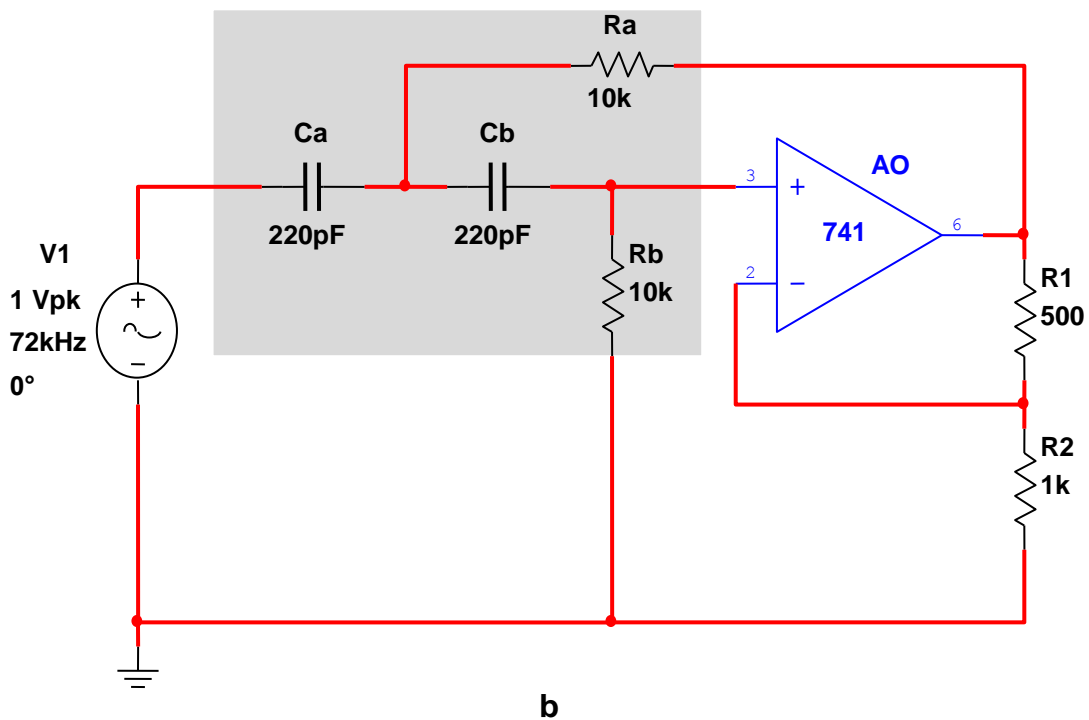 Ra
10k
Ca
Cb
220pF
220pF
Rb
10k
V1
1 Vpk
72kHz
0°
3
+
2
−
6
AO
741
R1
500
R2
1k
+
−
b